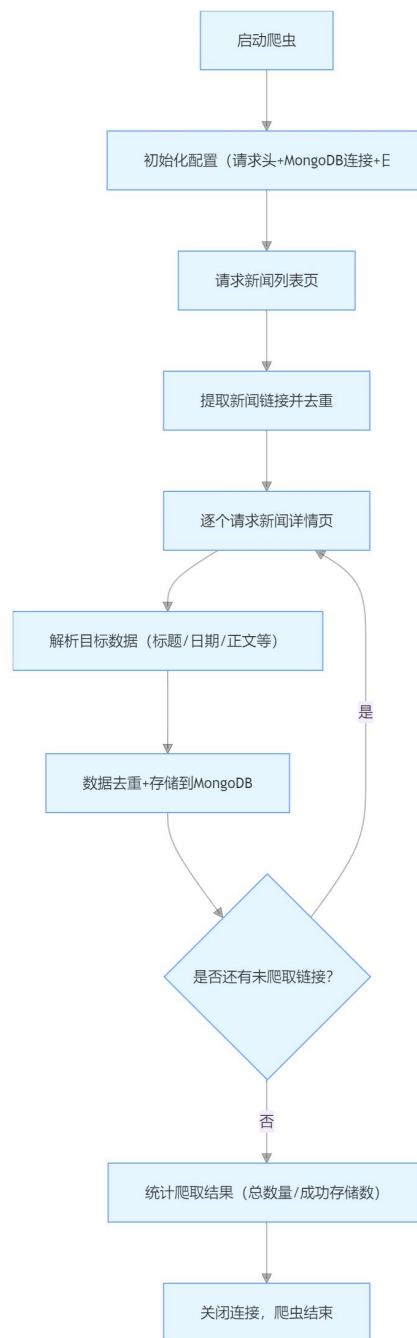 启动爬虫
初始化配置（请求头+MongoDB连接+日
请求新闻列表页
提取新闻链接并去重
逐个请求新闻详情页
解析目标数据（标题/日期/正文等）
是
数据去重+存储到MongoDB
是否还有未爬取链接？
否
统计爬取结果（总数量/成功存储数）
关闭连接，爬虫结束